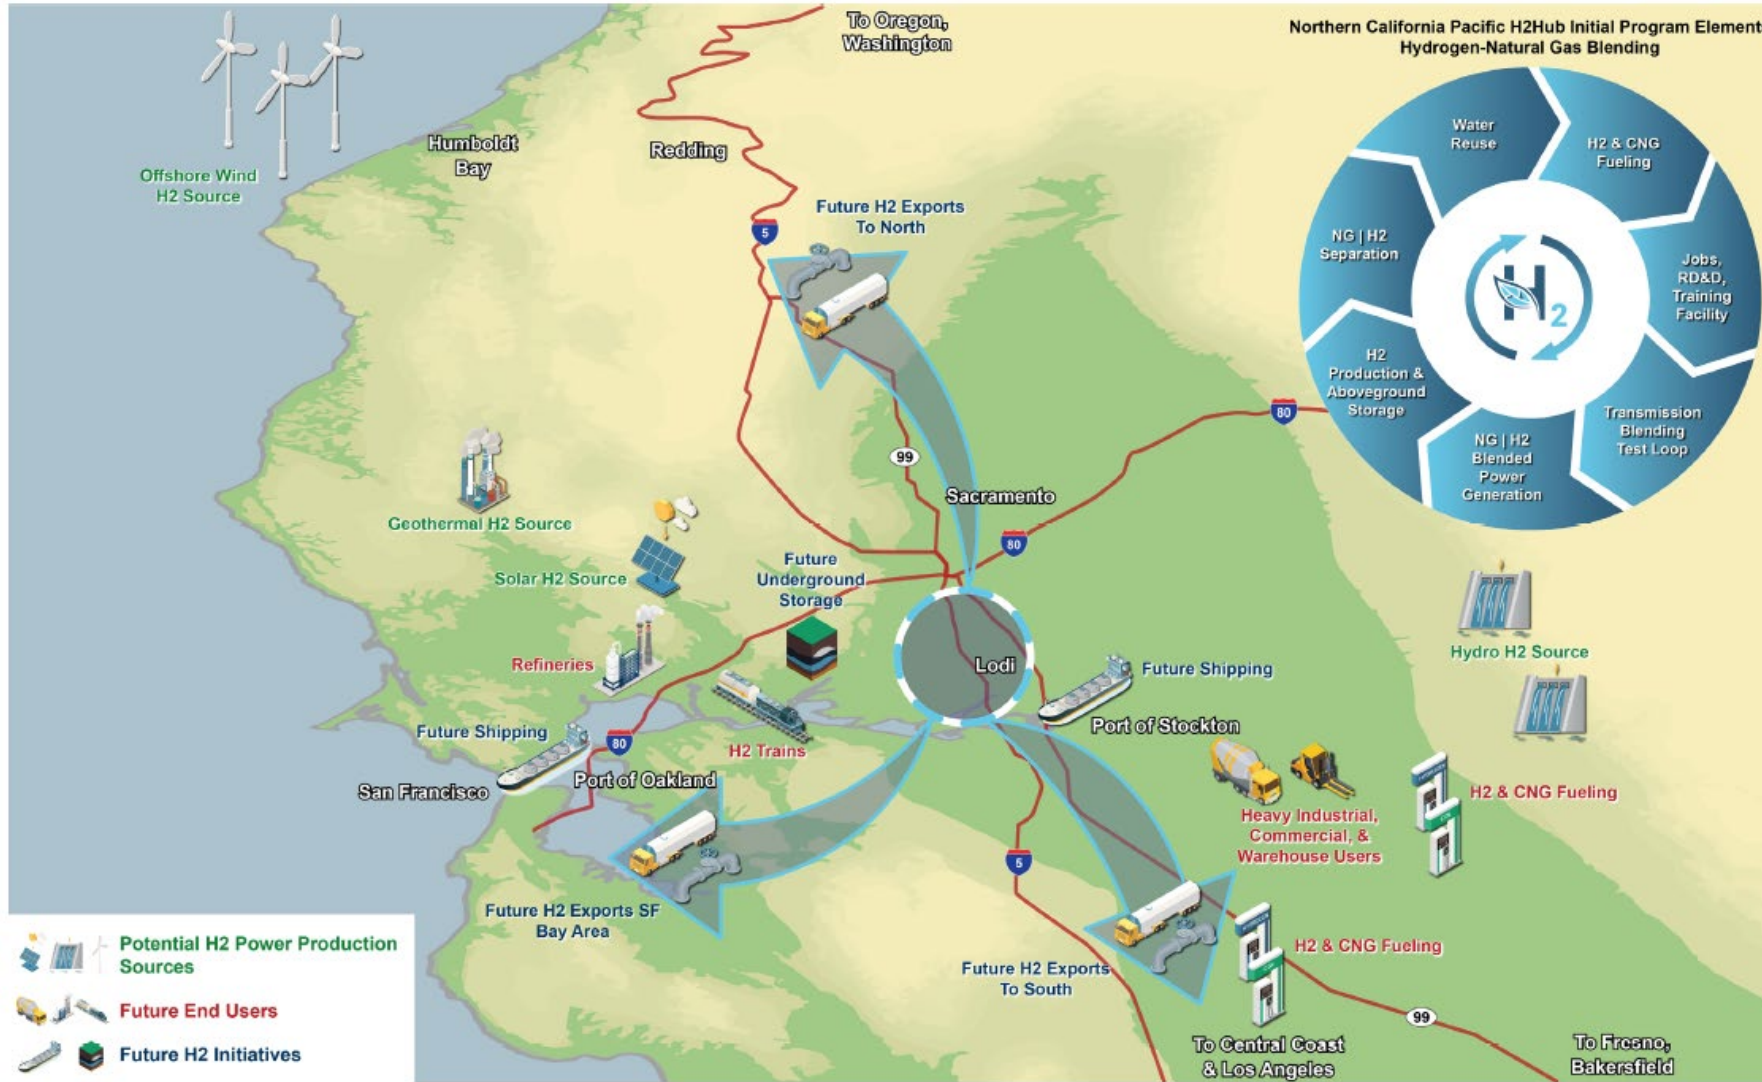 To Oregon,
Washington
Northern California Pacific H2Hub Initial Program Element
Hydrogen-Natural Gas Blending
Water
Reuse
H2 & CNG
Fueling
NG | H2
Separation
Jobs,
RD&D,
Training
Facility
H2
Production &
Aboveground
Storage
Transmission
Blending
Test Loop
NG | H2
Blended
Power
Generation
H2
Humboldt
Bay
Redding
Offshore Wind
H2 Source
Future H2 Exports
To North
5
80
99
Sacramento
Geothermal H2 Source
80
Future
Underground
Storage
Solar H2 Source
Hydro H2 Source
Refineries
Lodi
Future Shipping
Port of Stockton
Future Shipping
80
H2 Trains
San Francisco
Port of Oakland
Heavy Industrial,
Commercial, &
Warehouse Users
H2 & CNG Fueling
5
Future H2 Exports SF
Bay Area
H2 & CNG Fueling
Future H2 Exports
To South
99
To Central Coast
& Los Angeles
To Fresno,
Bakersfield
Potential H2 Power Production
Sources
Future End Users
Future H2 Initiatives